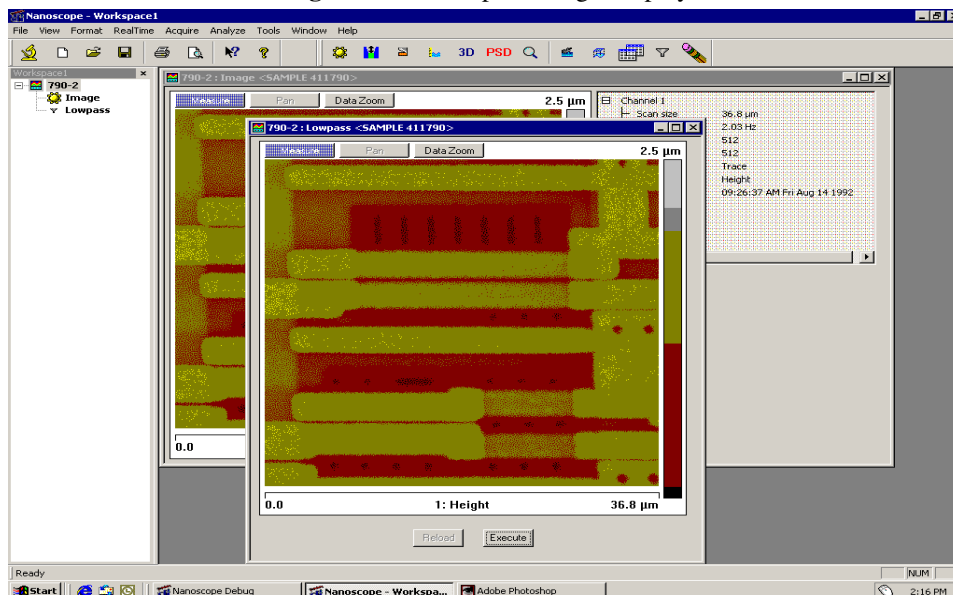 Nanoscope - Workspace1
File View Format RealTime Acquire Analyze Tools Window Help
3D PSD
Workspace1
790-2
Image
Lowpass
790-2 : Image <SAMPLE 411790>
Measure Pan Data Zoom 2.5 µm
Channel 1
Scan size 36.8 µm
2.03 Hz
512
512
Trace
Height
09:26:37 AM Fri Aug 14 1992
790-2 : Lowpass <SAMPLE 411790>
Measure Pan Data Zoom 2.5 µm
0.0
0.0 1: Height 36.8 µm
Reload Execute
Ready NUM
Start Nanoscope Debug Nanoscope - Workspa... Adobe Photoshop 2:16 PM